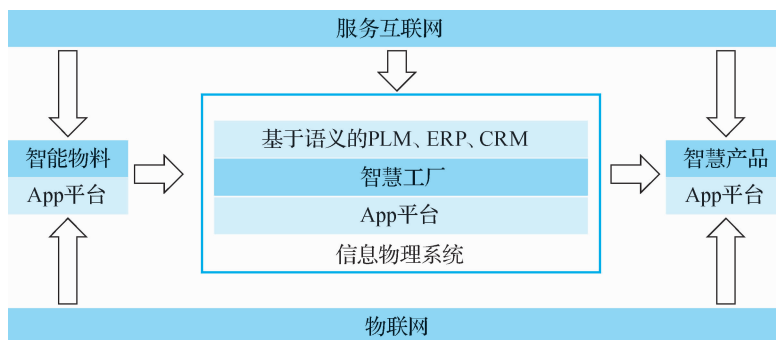 服务互联网
智能物料
App平台
基于语义的PLM、ERP、CRM
智慧工厂
App平台
信息物理系统
智慧产品
App平台
物联网